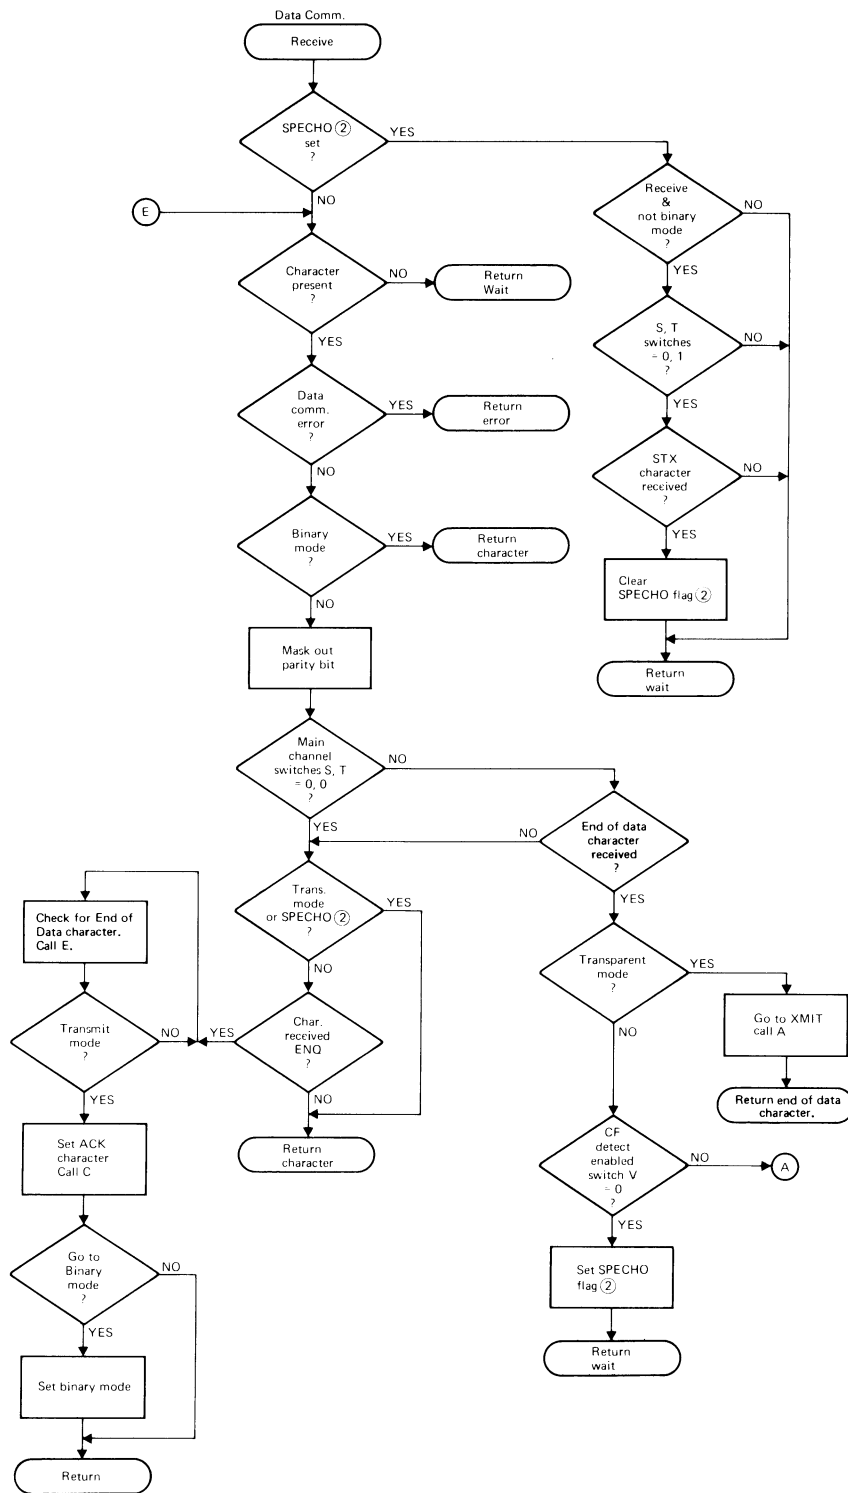 Data Comm.
Receive
SPECHO ②
set
?
YES
NO
E
Receive
&
not binary
mode
?
NO
YES
Character
present
?
NO
Return
Wait
YES
S, T
switches
= 0, 1
?
NO
YES
Data
comm.
error
?
YES
Return
error
NO
STX
character
received
?
NO
YES
Binary
mode
?
YES
Return
character
NO
Clear
SPECHO flag ②
Mask out
parity bit
Return
wait
Main
channel
switches S, T
= 0, 0
?
NO
YES
End of data
character
received
?
NO
YES
Check for End of
Data character.
Call E.
Trans.
mode
or SPECHO ②
?
YES
NO
Transparent
mode
?
YES
NO
Go to XMIT
call A
Return end of data
character.
Transmit
mode
?
NO
YES
YES
Char.
received
ENQ
?
NO
Return
character
Set ACK
character
Call C
CF
detect
enabled
switch V
= 0
?
NO
A
YES
Go to
Binary
mode
?
NO
YES
Set SPECHO
flag ②
Return
wait
Set binary mode
Return